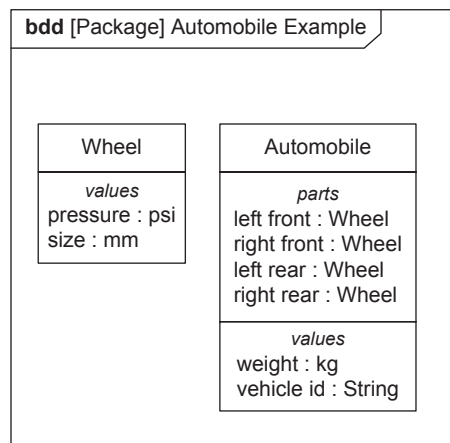 bdd [Package] Automobile Example
Wheel
values
pressure : psi
size : mm
Automobile
parts
left front : Wheel
right front : Wheel
left rear : Wheel
right rear : Wheel
values
weight : kg
vehicle id : String